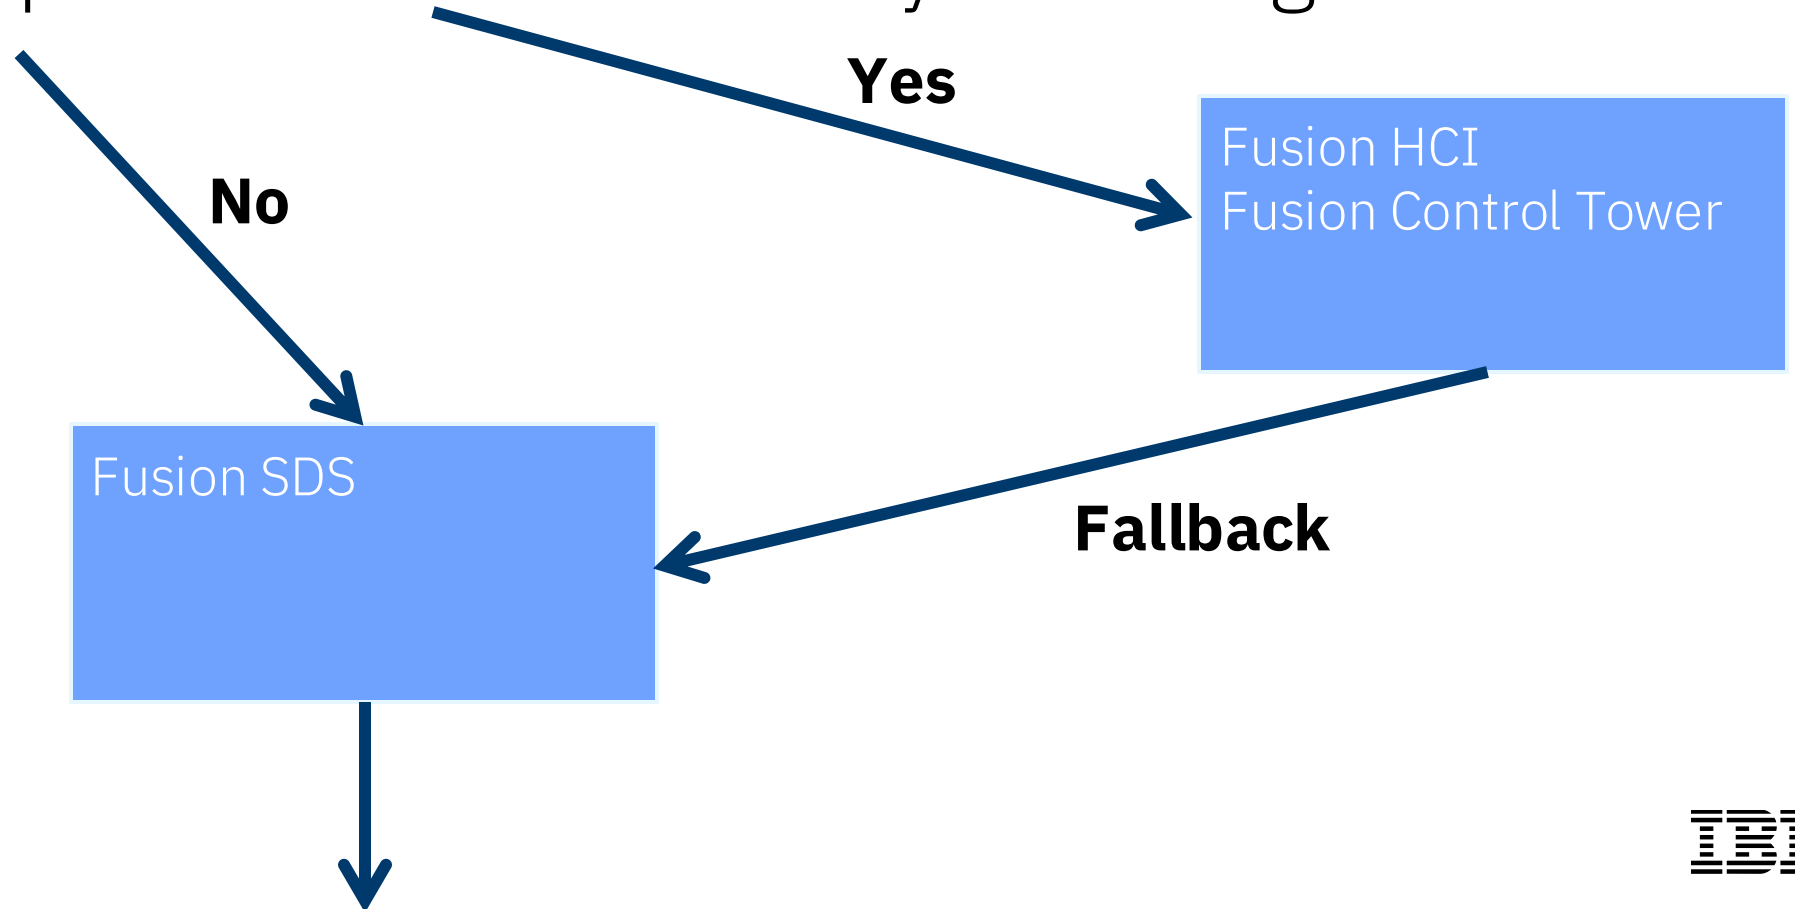 Yes
Fusion HCI
Fusion Control Tower
No
Fusion SDS
Fallback